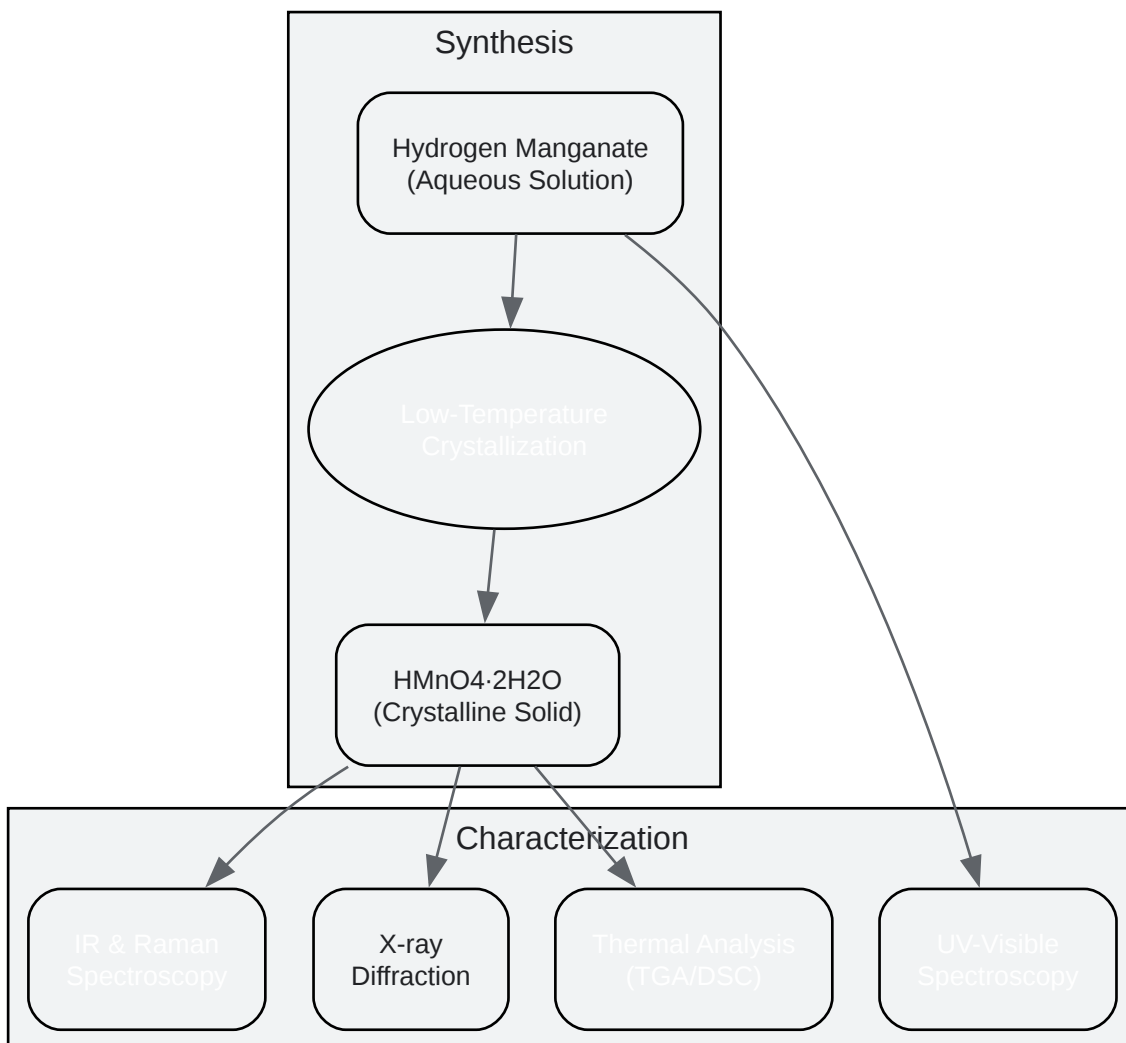 Synthesis
Hydrogen Manganate
(Aqueous Solution)
Low-Temperature
Crystallization
HMnO4·2H2O
(Crystalline Solid)
Characterization
IR & Raman
Spectroscopy
X-ray
Diffraction
Thermal Analysis
(TGA/DSC)
UV-Visible
Spectroscopy